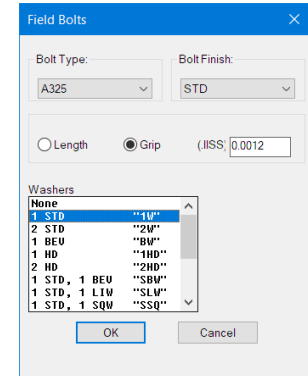 Field Bolts
Bolt Type: Bolt Finish:
A325 STD
Length Grip (.IISS; 0.0012
Washers
None
1 STD "1W"
2 STD "2W"
1 BEV "BW"
1 HD "1HD"
2 HD "2HD"
1 STD, 1 BEV "SBW"
1 STD, 1 LIW "SLW"
1 STD, 1 SQW "SSQ"
OK Cancel